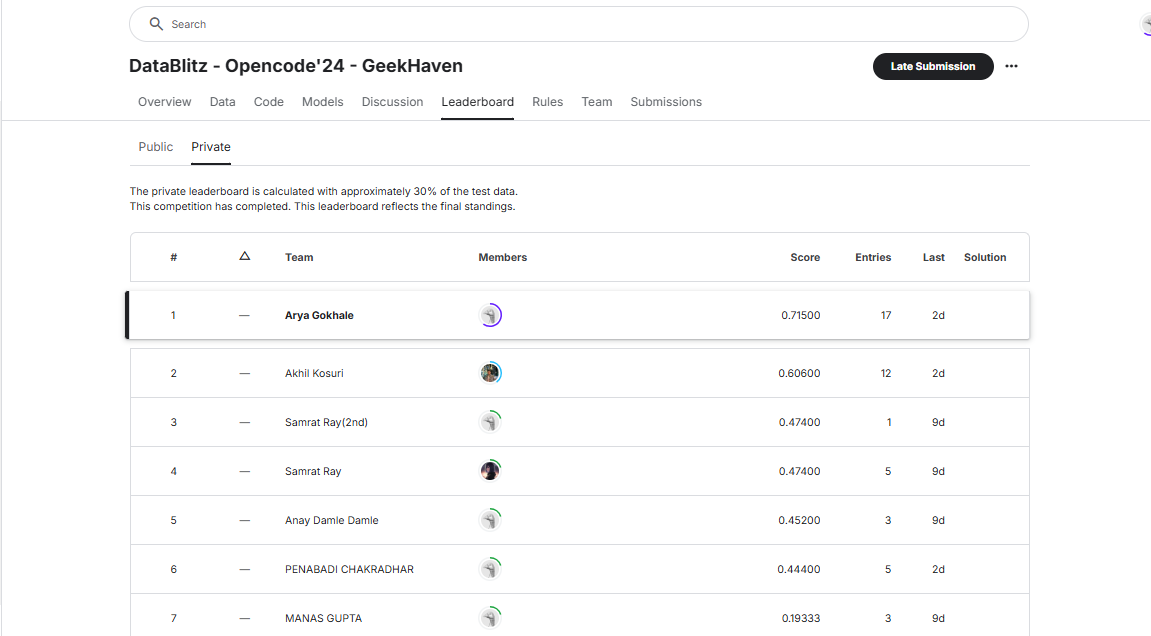 Search
DataBlitz - Opencode'24 - GeekHaven
Late Submission
Overview Data Code Models Discussion Leaderboard Rules Team Submissions
Public Private
The private leaderboard is calculated with approximately 30% of the test data.
This competition has completed. This leaderboard reflects the final standings.
# △ Team Members Score Entries Last Solution
1 — Arya Gokhale 0.71500 17 2d
2 — Akhil Kosuri 0.60600 12 2d
3 — Samrat Ray(2nd) 0.47400 1 9d
4 — Samrat Ray 0.47400 5 9d
5 — Anay Damle Damle 0.45200 3 9d
6 — PENABADI CHAKRADHAR 0.44400 5 2d
7 — MANAS GUPTA 0.19333 3 9d